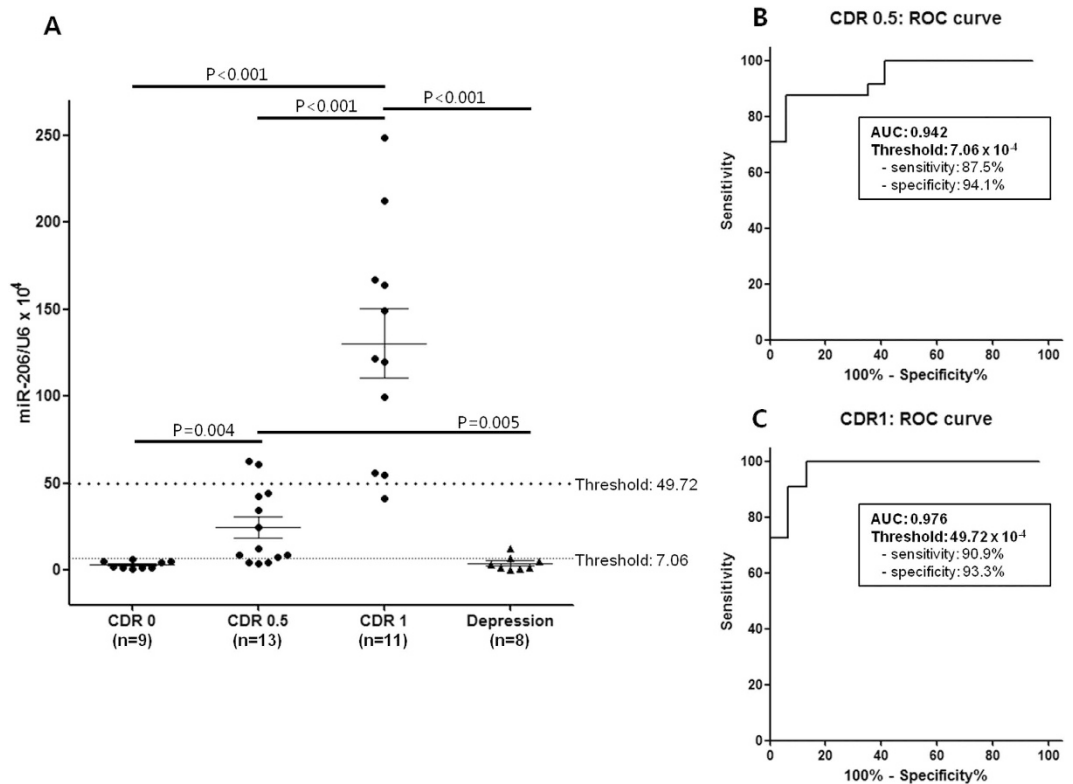 A
P<0.001
P<0.001
P<0.001
250
200
150
100
50
0
miR-206/U6 x 10⁴
P=0.004
P=0.005
Threshold: 49.72
Threshold: 7.06
CDR 0
(n=9)
CDR 0.5
(n=13)
CDR 1
(n=11)
Depression
(n=8)
B
CDR 0.5: ROC curve
100
80
60
40
20
0
Sensitivity
AUC: 0.942
Threshold: 7.06 x 10⁻⁴
- sensitivity: 87.5%
- specificity: 94.1%
0 20 40 60 80 100
100% - Specificity%
C
CDR1: ROC curve
100
80
60
40
20
0
Sensitivity
AUC: 0.976
Threshold: 49.72 x 10⁻⁴
- sensitivity: 90.9%
- specificity: 93.3%
0 20 40 60 80 100
100% - Specificity%